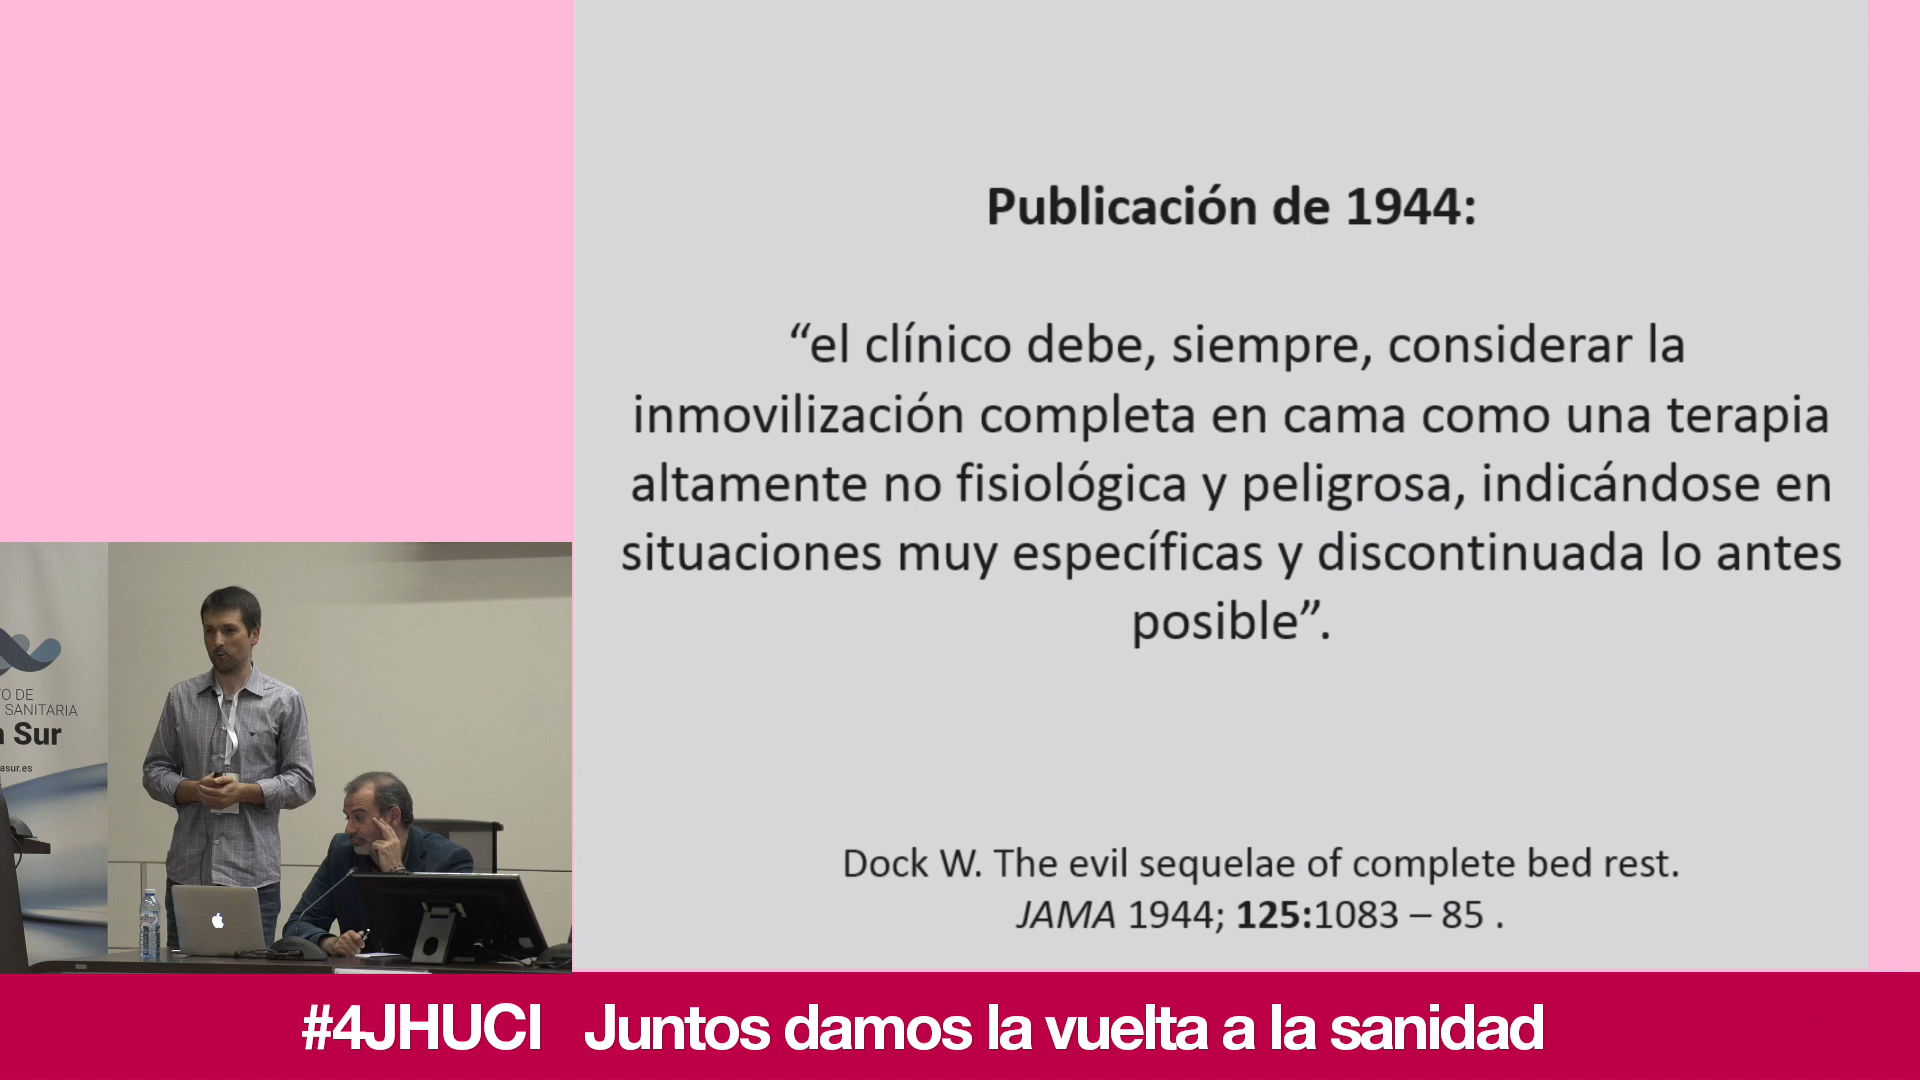 Publicación de 1944:
“el clínico debe, siempre, considerar la
inmovilización completa en cama como una terapia
altamente no fisiológica y peligrosa, indicándose en
situaciones muy específicas y discontinuada lo antes
posible”.
Dock W. The evil sequelae of complete bed rest.
JAMA 1944; 125:1083 – 85 .
O DE
SANITARIA
a Sur
asur.es
#4JHUCI Juntos damos la vuelta a la sanidad